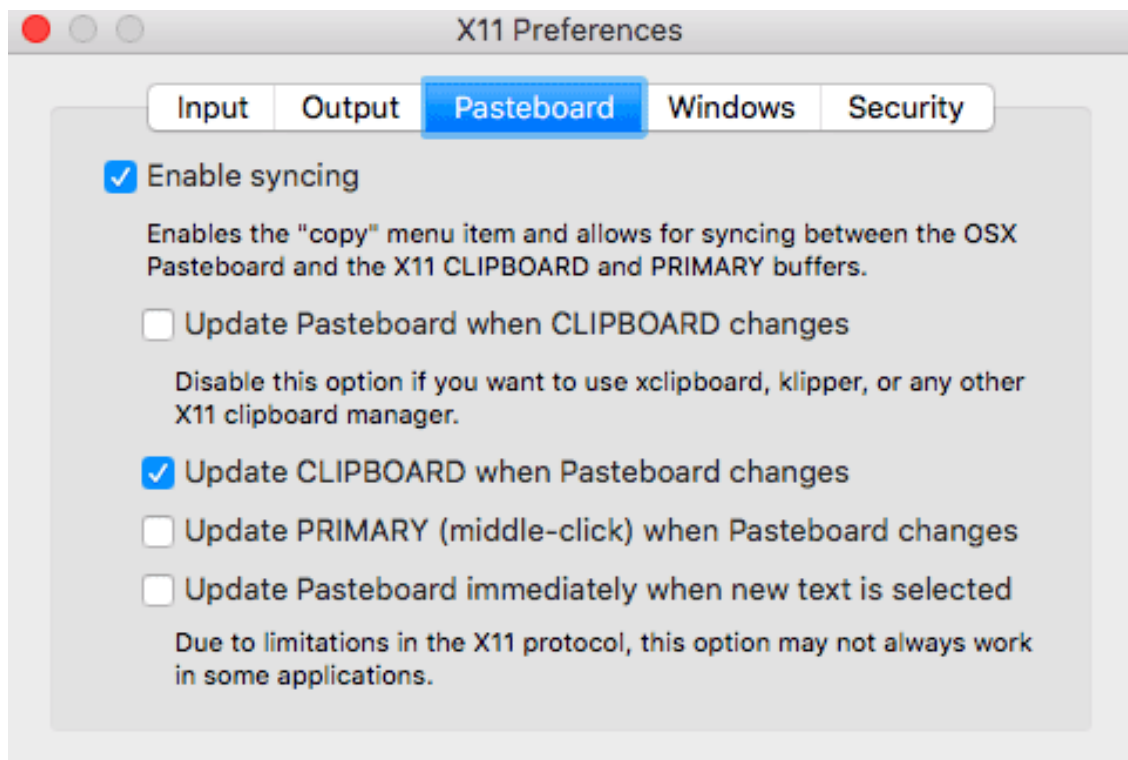 X11 Preferences
Input Output Pasteboard Windows Security
Enable syncing
Enables the "copy" menu item and allows for syncing between the OSX
Pasteboard and the X11 CLIPBOARD and PRIMARY buffers.
Update Pasteboard when CLIPBOARD changes
Disable this option if you want to use xclipboard, klipper, or any other
X11 clipboard manager.
Update CLIPBOARD when Pasteboard changes
Update PRIMARY (middle-click) when Pasteboard changes
Update Pasteboard immediately when new text is selected
Due to limitations in the X11 protocol, this option may not always work
in some applications.